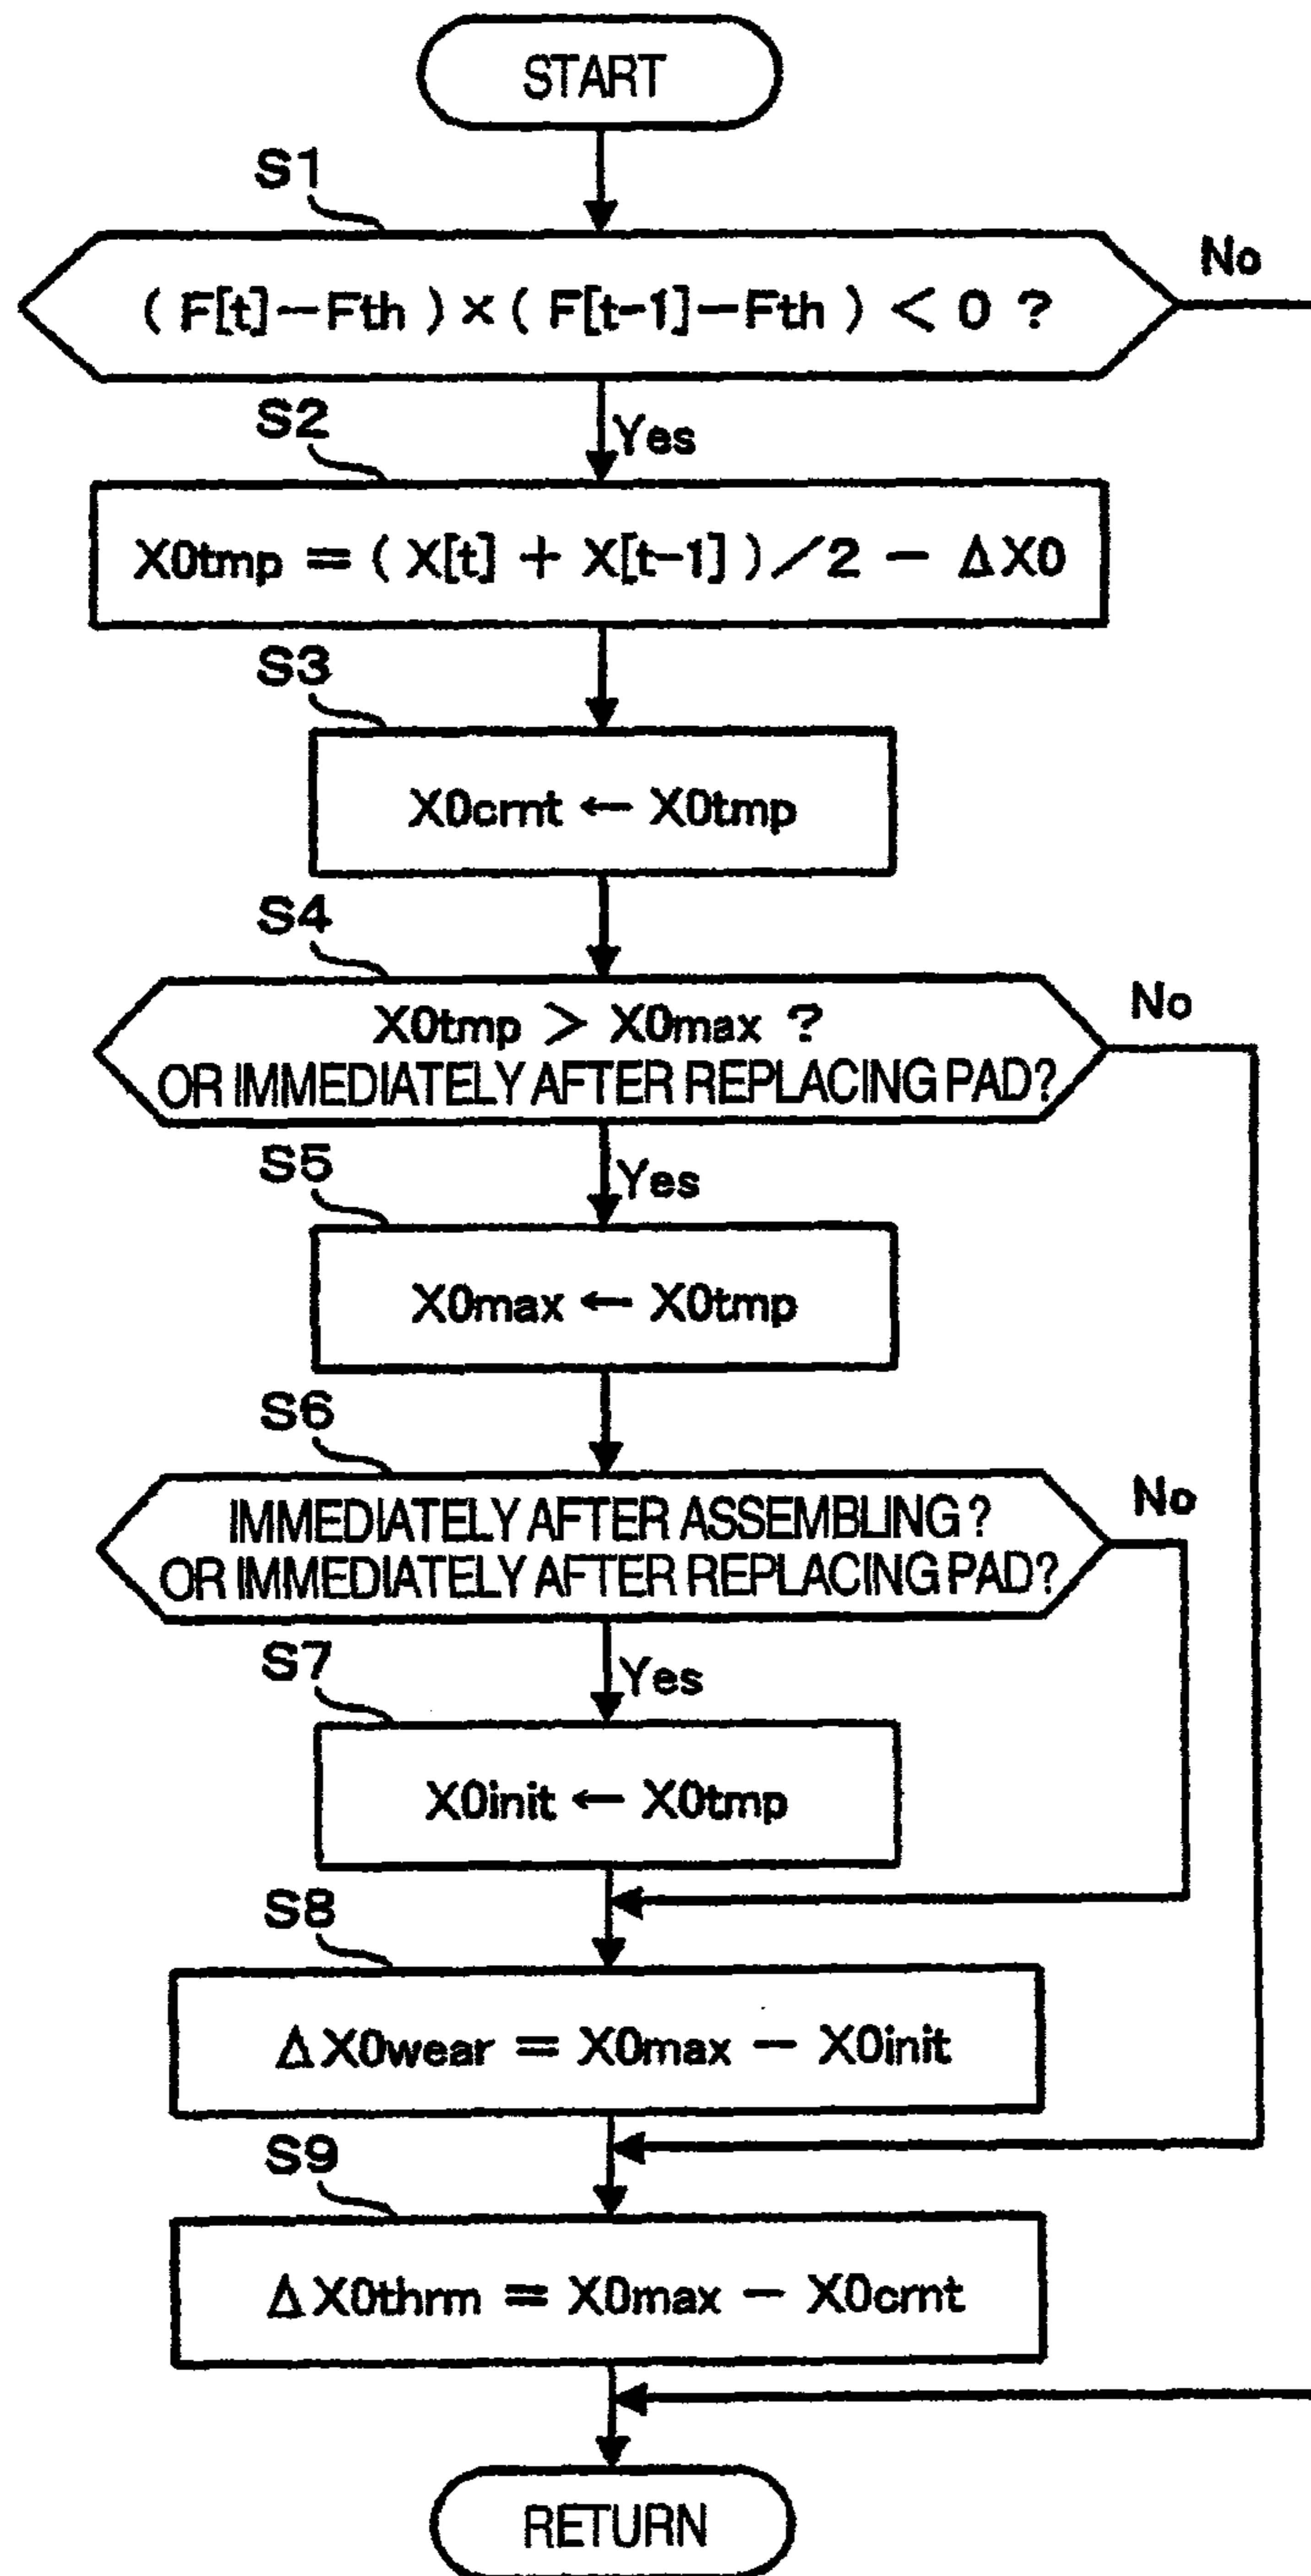 START
S1
( F[t]−Fth ) × ( F[t-1]−Fth ) < 0 ?
No
Yes
S2
X0tmp = ( X[t] + X[t-1] ) / 2 − ΔX0
S3
X0crnt ← X0tmp
S4
X0tmp > X0max ?
OR IMMEDIATELY AFTER REPLACING PAD?
No
Yes
S5
X0max ← X0tmp
S6
IMMEDIATELY AFTER ASSEMBLING ?
OR IMMEDIATELY AFTER REPLACING PAD?
No
Yes
S7
X0init ← X0tmp
S8
ΔX0wear = X0max − X0init
S9
ΔX0thrm = X0max − X0crnt
RETURN